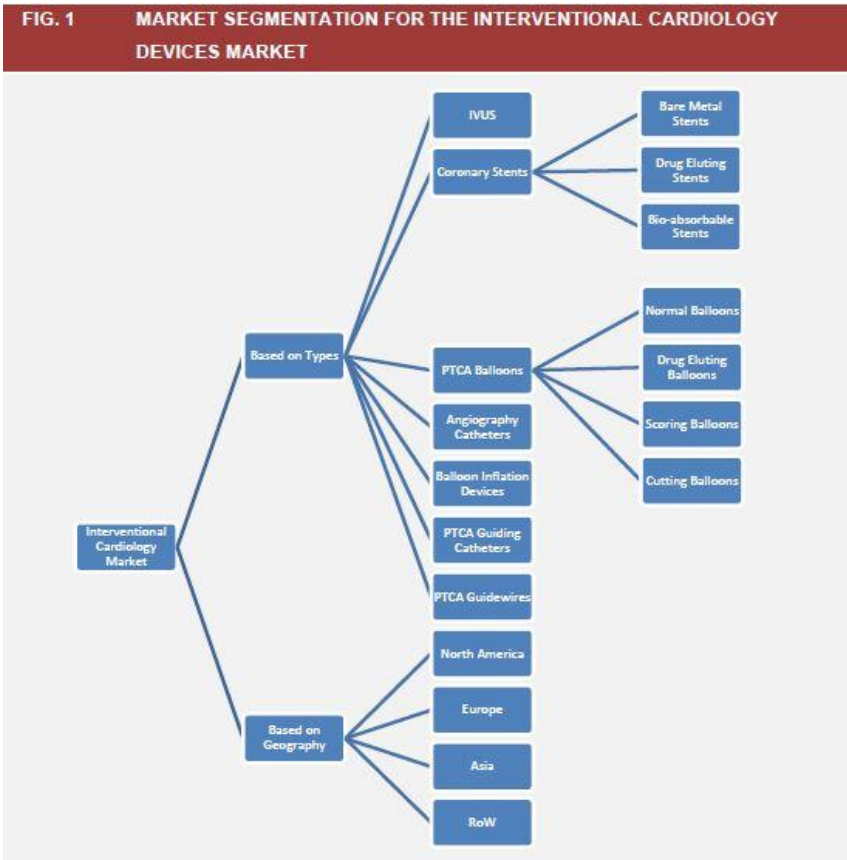 FIG. 1
MARKET SEGMENTATION FOR THE INTERVENTIONAL CARDIOLOGY
DEVICES MARKET
IVUS
Coronary Stents
Bare Metal
Stents
Drug Eluting
Stents
Bio-absorbable
Stents
Based on Types
PTCA Balloons
Normal Balloons
Drug Eluting
Balloons
Scoring Balloons
Cutting Balloons
Angiography
Catheters
Balloon Inflation
Devices
PTCA Guiding
Catheters
PTCA Guidewires
Interventional
Cardiology
Market
Based on
Geography
North America
Europe
Asia
RoW